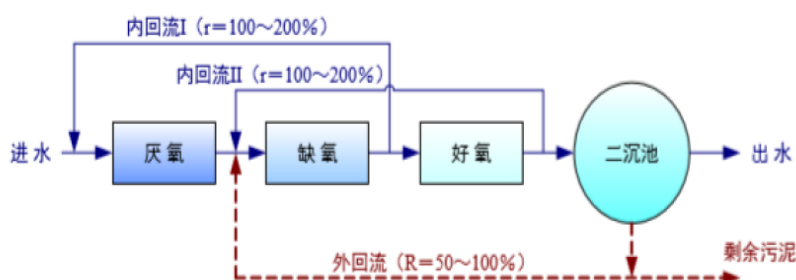 内回流I（r＝100～200%）
内回流II（r＝100～200%）
进水
厌氧
缺氧
好氧
二沉池
出水
外回流（R＝50～100%）
剩余污泥